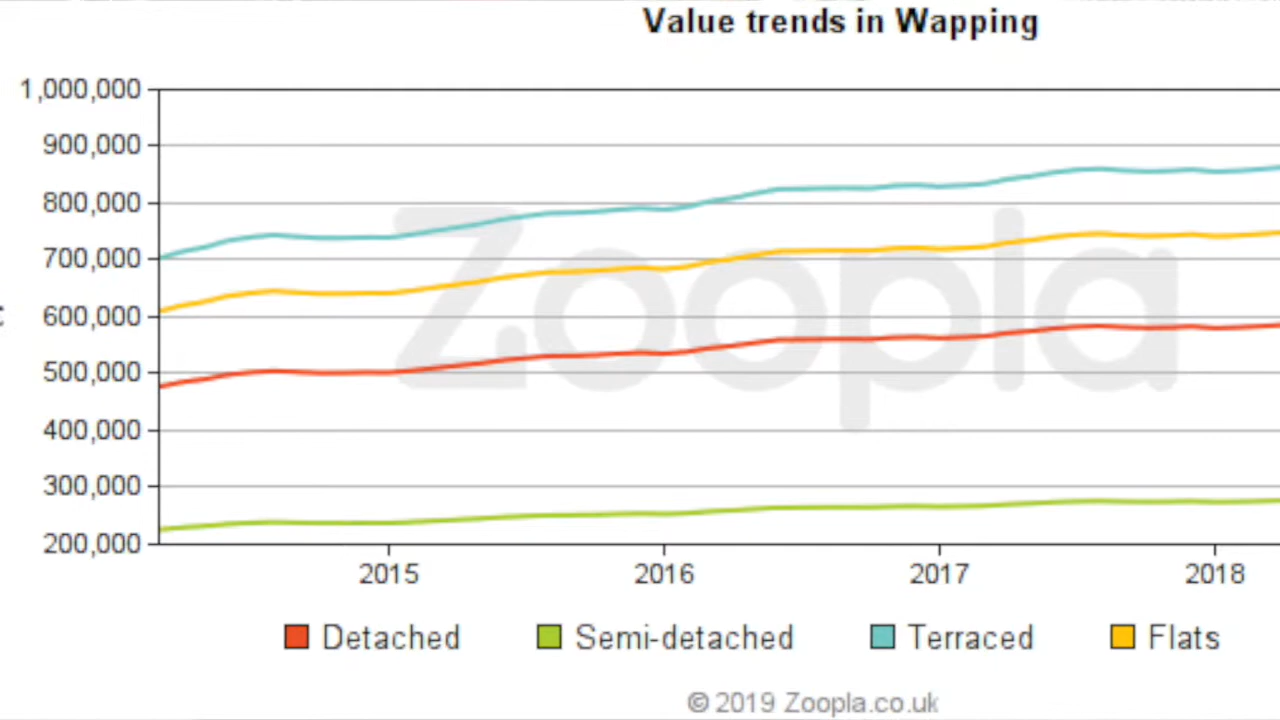 Value trends in Wapping
1,000,000
900,000
800,000
700,000
600,000
500,000
400,000
300,000
200,000
Zoopla
2015 2016 2017 2018
Detached Semi-detached Terraced Flats
© 2019 Zoopla.co.uk